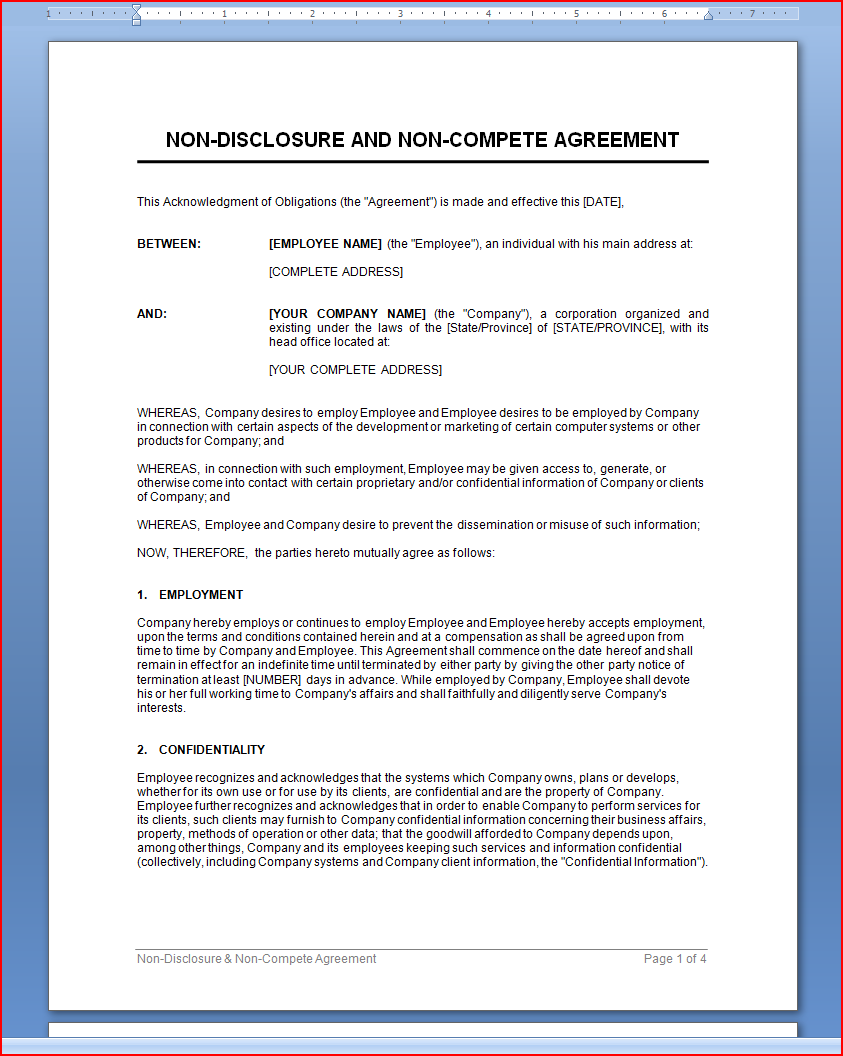 1 1 2 3 4 5 6 7
NON-DISCLOSURE AND NON-COMPETE AGREEMENT
This Acknowledgment of Obligations (the "Agreement") is made and effective this [DATE],
BETWEEN: [EMPLOYEE NAME] (the "Employee"), an individual with his main address at:
[COMPLETE ADDRESS]
AND: [YOUR COMPANY NAME] (the "Company"), a corporation organized and
existing under the laws of the [State/Province] of [STATE/PROVINCE], with its
head office located at:
[YOUR COMPLETE ADDRESS]
WHEREAS, Company desires to employ Employee and Employee desires to be employed by Company
in connection with certain aspects of the development or marketing of certain computer systems or other
products for Company; and
WHEREAS, in connection with such employment, Employee may be given access to, generate, or
otherwise come into contact with certain proprietary and/or confidential information of Company or clients
of Company; and
WHEREAS, Employee and Company desire to prevent the dissemination or misuse of such information;
NOW, THEREFORE, the parties hereto mutually agree as follows:
1. EMPLOYMENT
Company hereby employs or continues to employ Employee and Employee hereby accepts employment,
upon the terms and conditions contained herein and at a compensation as shall be agreed upon from
time to time by Company and Employee. This Agreement shall commence on the date hereof and shall
remain in effect for an indefinite time until terminated by either party by giving the other party notice of
termination at least [NUMBER] days in advance. While employed by Company, Employee shall devote
his or her full working time to Company's affairs and shall faithfully and diligently serve Company's
interests.
2. CONFIDENTIALITY
Employee recognizes and acknowledges that the systems which Company owns, plans or develops,
whether for its own use or for use by its clients, are confidential and are the property of Company.
Employee further recognizes and acknowledges that in order to enable Company to perform services for
its clients, such clients may furnish to Company confidential information concerning their business affairs,
property, methods of operation or other data; that the goodwill afforded to Company depends upon,
among other things, Company and its employees keeping such services and information confidential
(collectively, including Company systems and Company client information, the "Confidential Information").
Non-Disclosure & Non-Compete Agreement Page 1 of 4